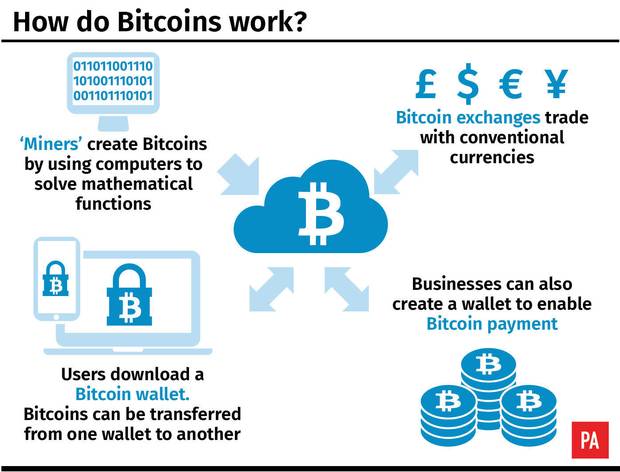 How do Bitcoins work?
011011001110
101001110101
001101110101
‘Miners’ create Bitcoins
by using computers to
solve mathematical
functions
£ $ € ¥
Bitcoin exchanges trade
with conventional
currencies
Users download a
Bitcoin wallet.
Bitcoins can be transferred
from one wallet to another
Businesses can also
create a wallet to enable
Bitcoin payment
PA